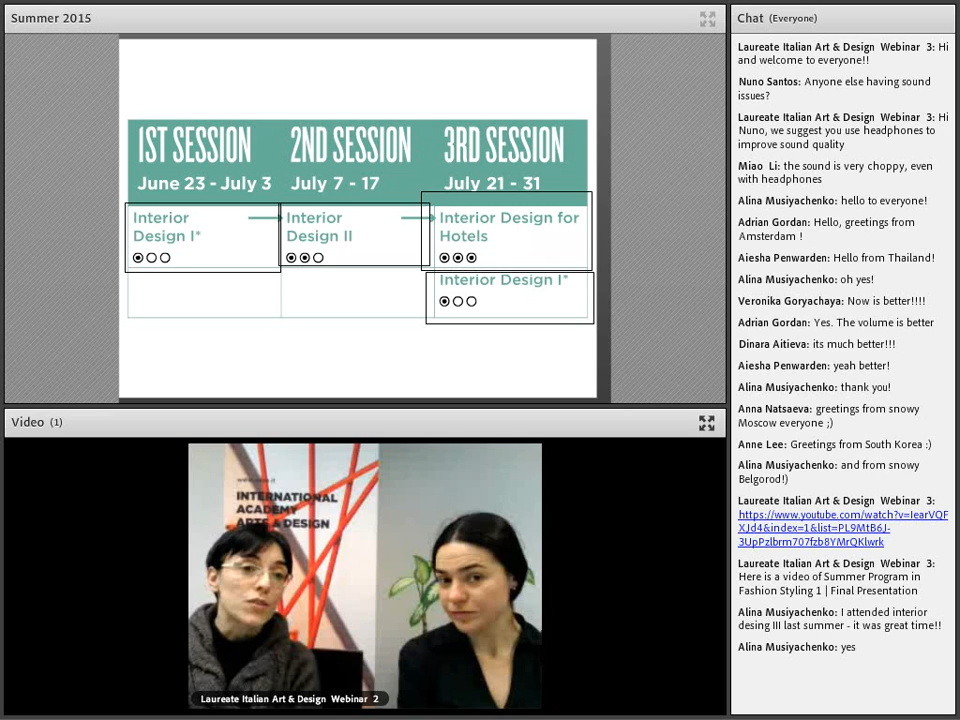 Summer 2015
1ST SESSION 2ND SESSION 3RD SESSION
June 23 - July 3 July 7 - 17 July 21 - 31
Interior
Design I*
Interior
Design II
Interior Design for
Hotels
Interior Design I*
Video (1)
INTERNATIONAL
ACADEMY
ARTS & DESIGN
Laureate Italian Art & Design Webinar 2
Chat (Everyone)
Laureate Italian Art & Design Webinar 3: Hi
and welcome to everyone!!
Nuno Santos: Anyone else having sound
issues?
Laureate Italian Art & Design Webinar 3: Hi
Nuno, we suggest you use headphones to
improve sound quality
Miao Li: the sound is very choppy, even
with headphones
Alina Musiyachenko: hello to everyone!
Adrian Gordan: Hello, greetings from
Amsterdam !
Aiesha Penwarden: Hello from Thailand!
Alina Musiyachenko: oh yes!
Veronika Goryachaya: Now is better!!!!
Adrian Gordan: Yes. The volume is better
Dinara Aitieva: its much better!!!
Aiesha Penwarden: yeah better!
Alina Musiyachenko: thank you!
Anna Natsaeva: greetings from snowy
Moscow everyone ;)
Anne Lee: Greetings from South Korea :)
Alina Musiyachenko: and from snowy
Belgorod!)
Laureate Italian Art & Design Webinar 3:
https://www.youtube.com/watch?v=IearVQF
XJd4&index=1&list=PL9MtB6J-
3UpPzlbrm707fzb8YMrQKlwrk
Laureate Italian Art & Design Webinar 3:
Here is a video of Summer Program in
Fashion Styling 1 | Final Presentation
Alina Musiyachenko: I attended interior
desing III last summer - it was great time!!
Alina Musiyachenko: yes